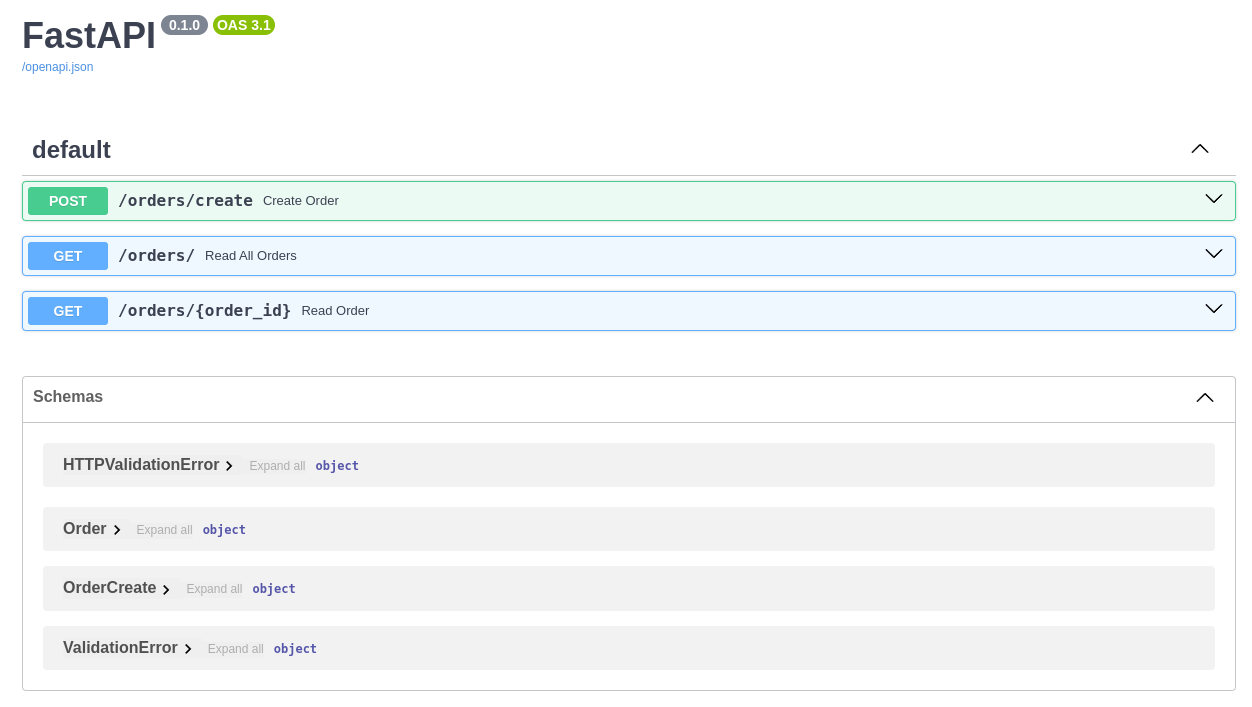 FastAPI 0.1.0 OAS 3.1
/openapi.json
default
POST /orders/create Create Order
GET /orders/ Read All Orders
GET /orders/{order_id} Read Order
Schemas
HTTPValidationError Expand all object
Order Expand all object
OrderCreate Expand all object
ValidationError Expand all object